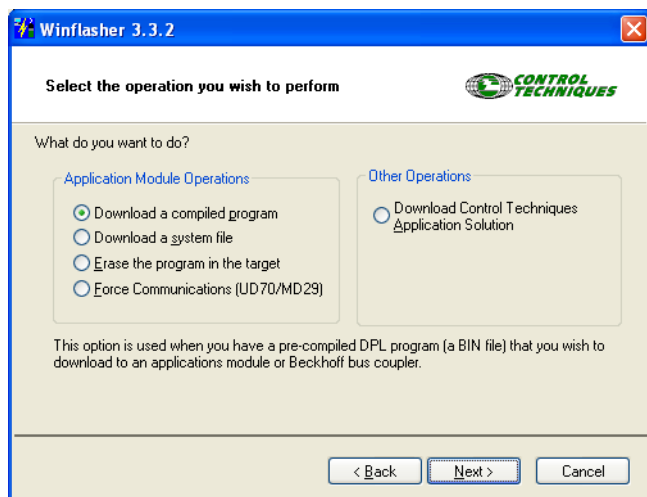 Winflasher 3.3.2
Select the operation you wish to perform
CONTROL
TECHNIQUES
What do you want to do?
Application Module Operations
Download a compiled program
Download a system file
Erase the program in the target
Force Communications (UD70/MD29)
Other Operations
Download Control Techniques
Application Solution
This option is used when you have a pre-compiled DPL program (a BIN file) that you wish to
download to an applications module or Beckhoff bus coupler.
< Back
Next >
Cancel